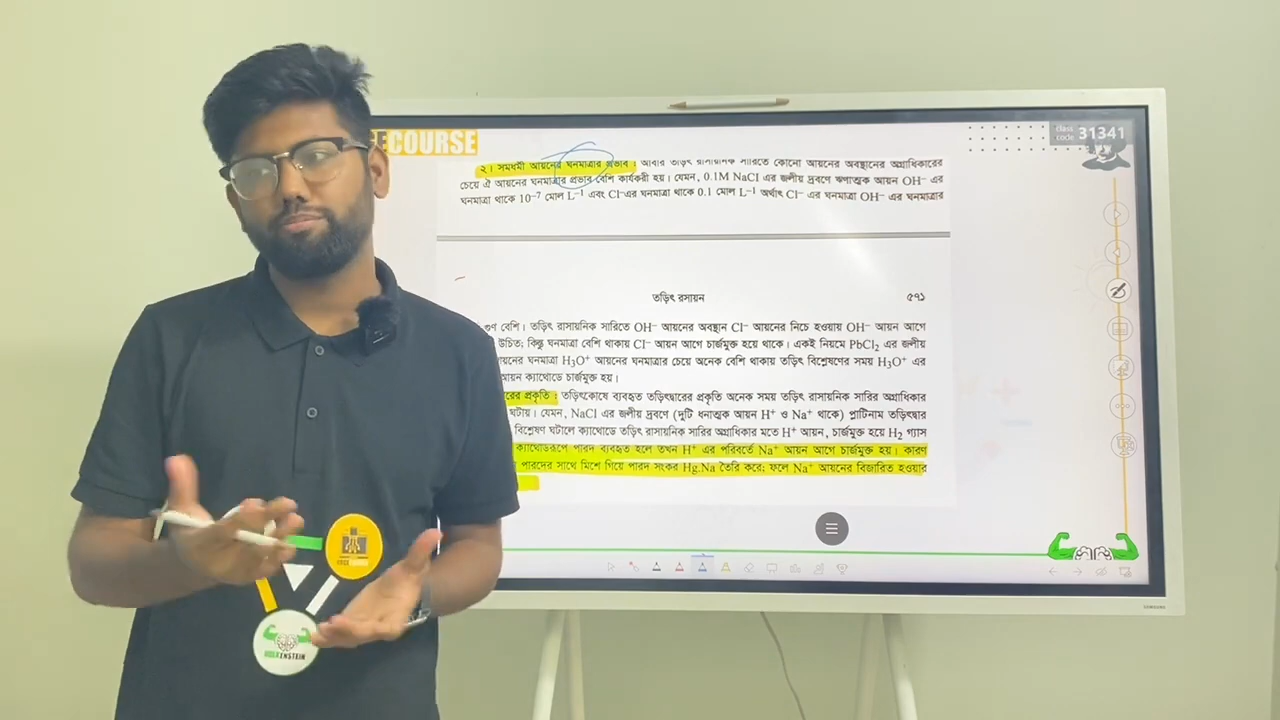 COURSE
class code 31341
২। সমধর্মী আয়নের ঘনমাত্রার প্রভাব : আবার তড়িৎ রাসায়নিক সারিতে কোনো আয়নের অবস্থানের অগ্রাধিকারের
চেয়ে ঐ আয়নের ঘনমাত্রার প্রভাব বেশি কার্যকরী হয়। যেমন, 0.1M NaCl এর জলীয় দ্রবণে ঋণাত্মক আয়ন OH⁻ এর
ঘনমাত্রা থাকে 10⁻⁷ মোল L⁻¹ এবং Cl⁻এর ঘনমাত্রা থাকে 0.1 মোল L⁻¹ অর্থাৎ Cl⁻ এর ঘনমাত্রা OH⁻ এর ঘনমাত্রার
তড়িৎ রসায়ন ৫৭১
গুণ বেশি। তড়িৎ রাসায়নিক সারিতে OH⁻ আয়নের অবস্থান Cl⁻ আয়নের নিচে হওয়ায় OH⁻ আয়ন আগে
উচিত; কিন্তু ঘনমাত্রা বেশি থাকায় Cl⁻ আয়ন আগে চার্জমুক্ত হয়ে থাকে। একই নিয়মে PbCl₂ এর জলীয়
য়নের ঘনমাত্রা H₃O⁺ আয়নের ঘনমাত্রার চেয়ে অনেক বেশি থাকায় তড়িৎ বিশ্লেষণের সময় H₃O⁺ এর
আয়ন ক্যাথোডে চার্জমুক্ত হয়।
রের প্রকৃতি : তড়িৎকোষে ব্যবহৃত তড়িৎদ্বারের প্রকৃতি অনেক সময় তড়িৎ রাসায়নিক সারির অগ্রাধিকার
ঘটায়। যেমন, NaCl এর জলীয় দ্রবণে (দুটি ধনাত্মক আয়ন H⁺ ও Na⁺ থাকে) প্লাটিনাম তড়িৎদ্বার
বিশ্লেষণ ঘটালে ক্যাথোডে তড়িৎ রাসায়নিক সারির অগ্রাধিকার মতে H⁺ আয়ন, চার্জমুক্ত হয়ে H₂ গ্যাস
ক্যাথোডরূপে পারদ ব্যবহৃত হলে তখন H⁺ এর পরিবর্তে Na⁺ আয়ন আগে চার্জমুক্ত হয়। কারণ
পারদের সাথে মিশে গিয়ে পারদ সংকর Hg.Na তৈরি করে; ফলে Na⁺ আয়নের বিজারিত হওয়ার
SAMSUNG